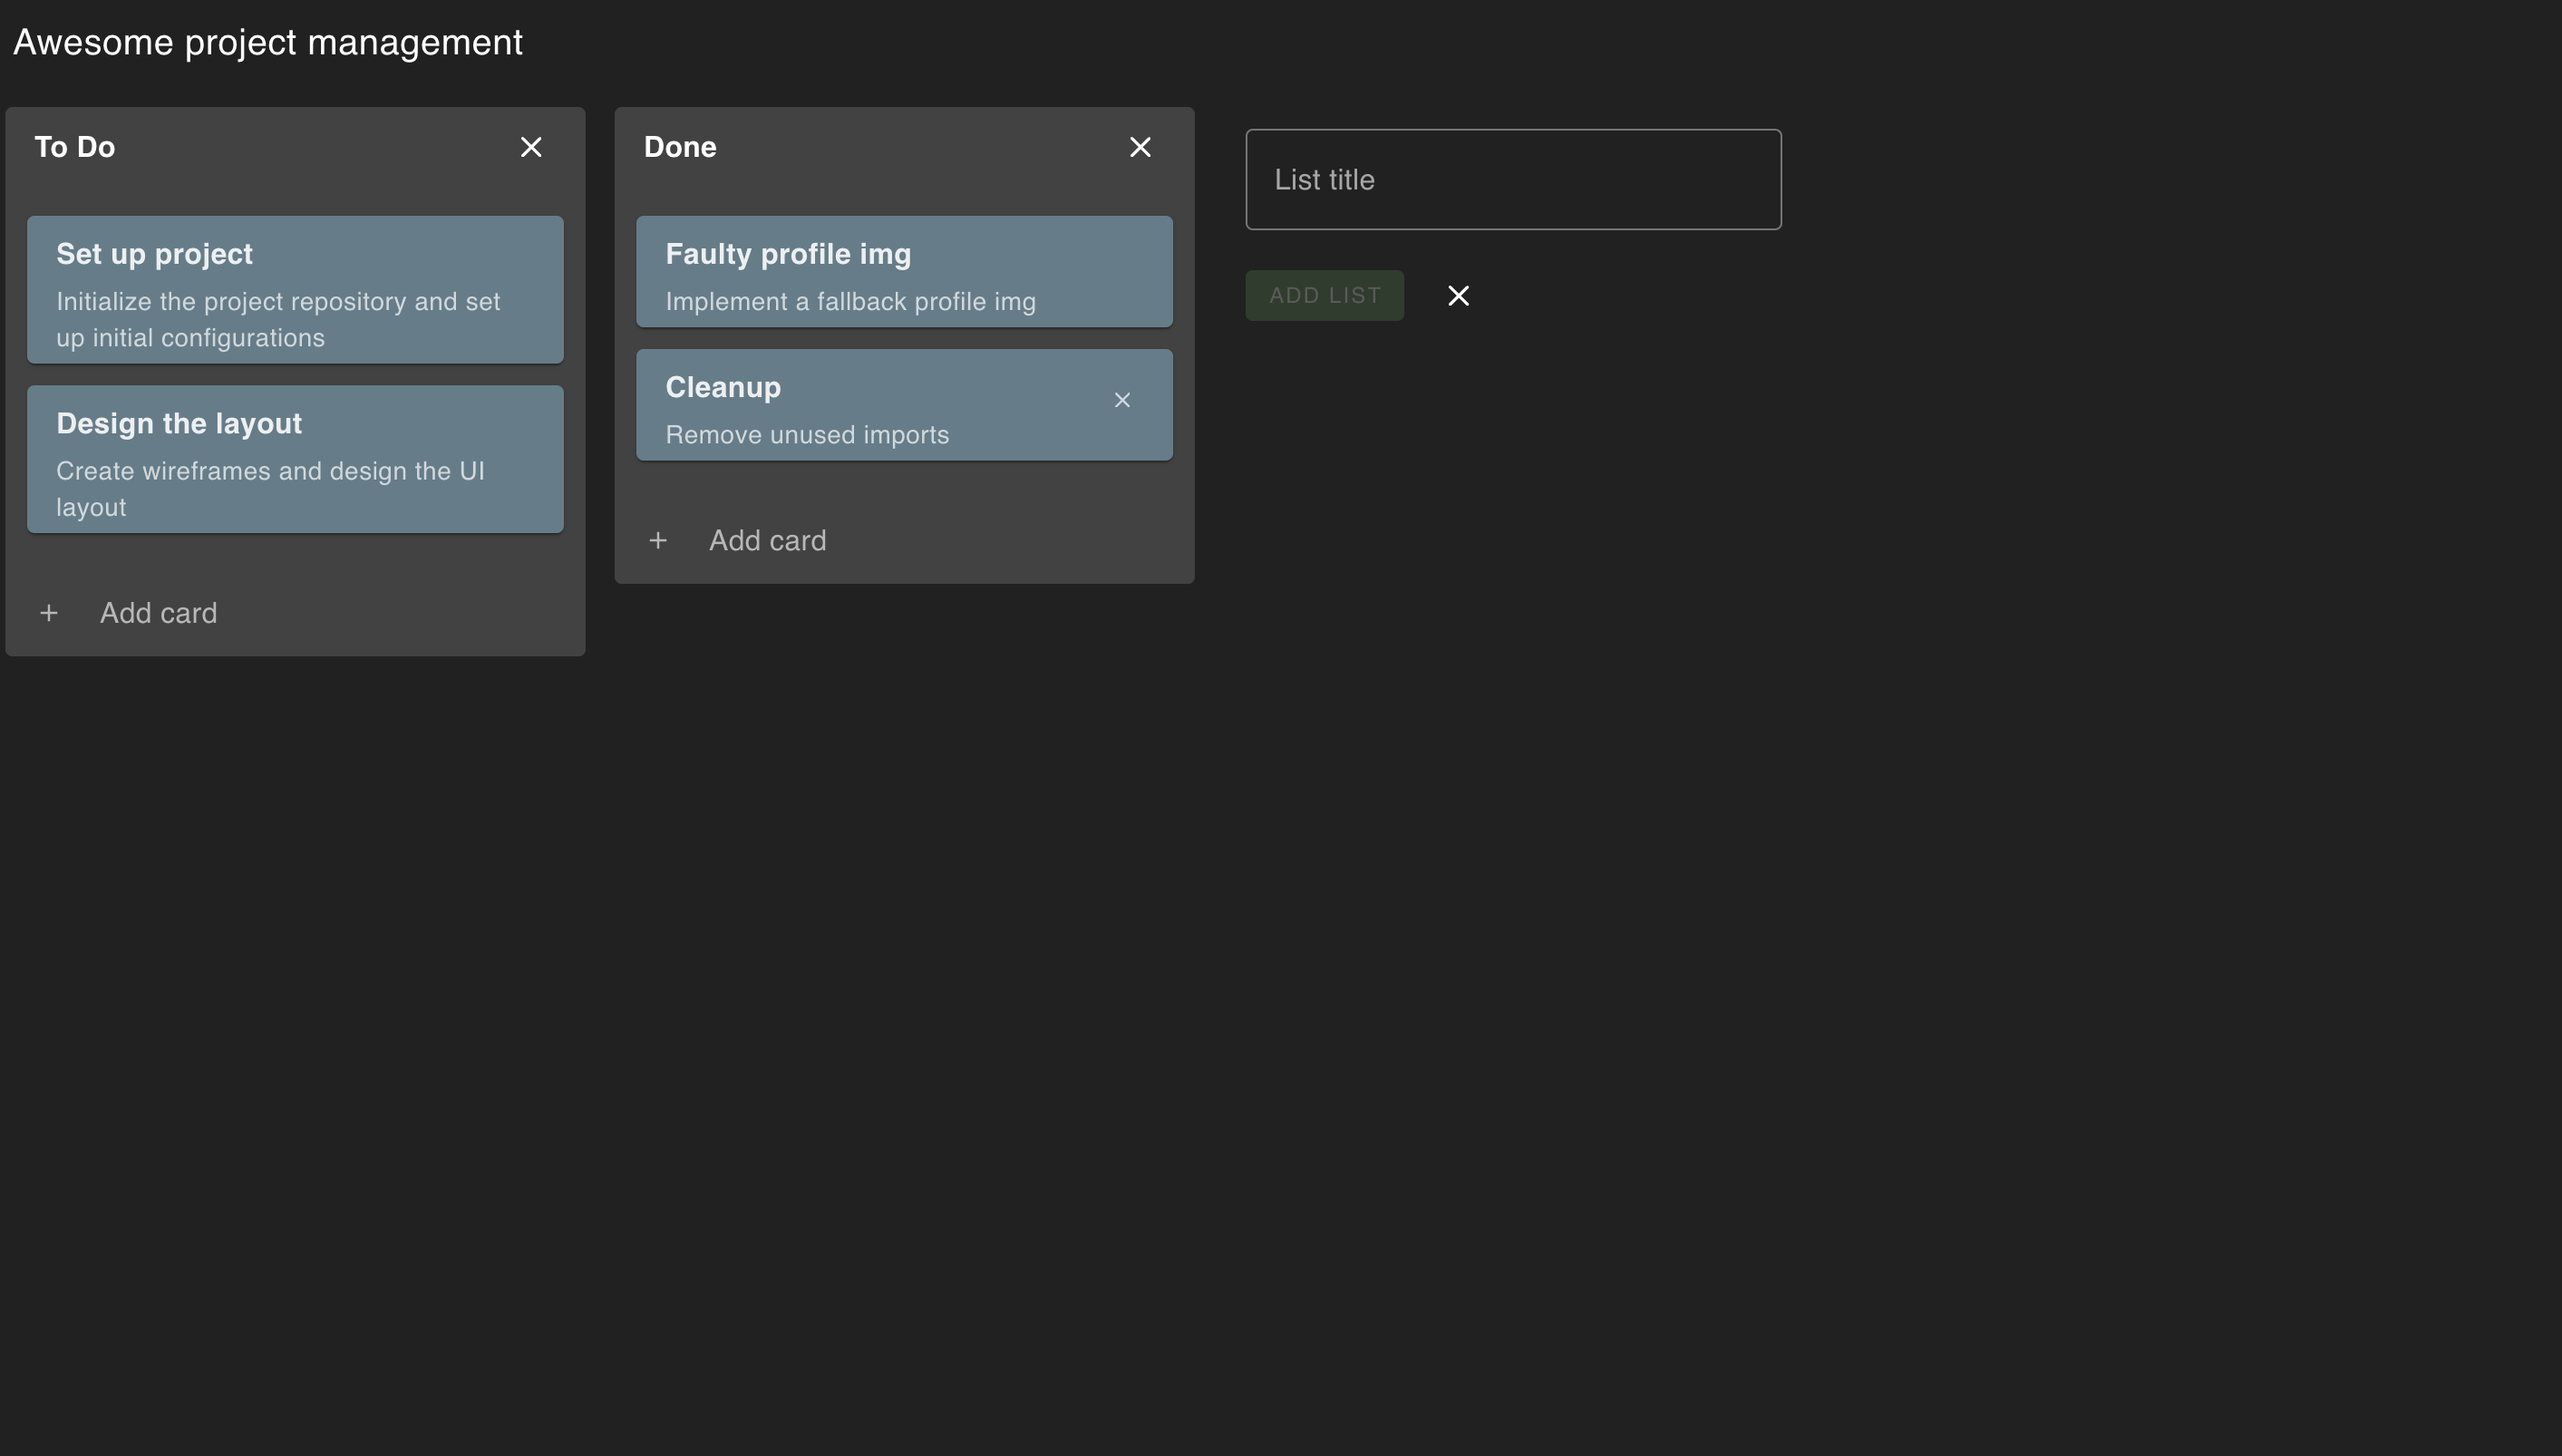 Awesome project management
To Do
Set up project
Initialize the project repository and set
up initial configurations
Design the layout
Create wireframes and design the UI
layout
+ Add card
Done
Faulty profile img
Implement a fallback profile img
Cleanup
Remove unused imports
+ Add card
List title
ADD LIST